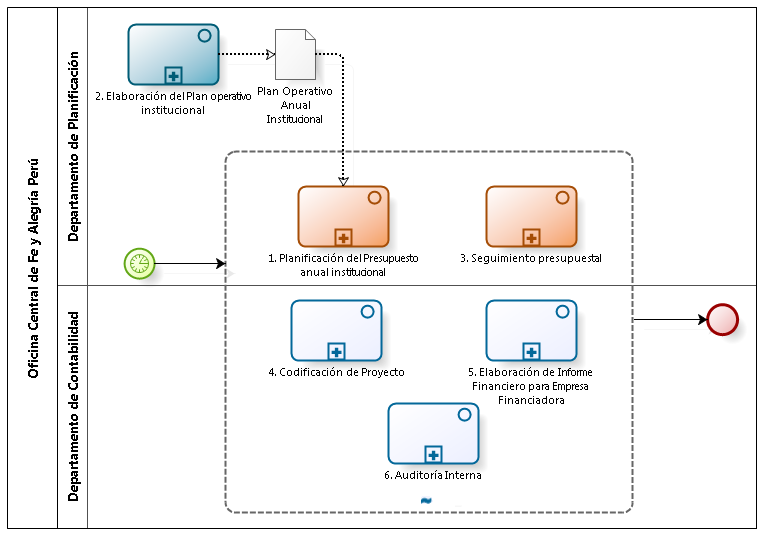 Oficina Central de Fe y Alegría Perú
Departamento de Planificación
2. Elaboración del Plan operativo
institucional
Plan Operativo
Anual
Institucional
1. Planificación del Presupuesto
anual institucional
3. Seguimiento presupuestal
Departamento de Contabilidad
4. Codificación de Proyecto
5. Elaboración de Informe
Financiero para Empresa
Financiadora
6. Auditoría Interna